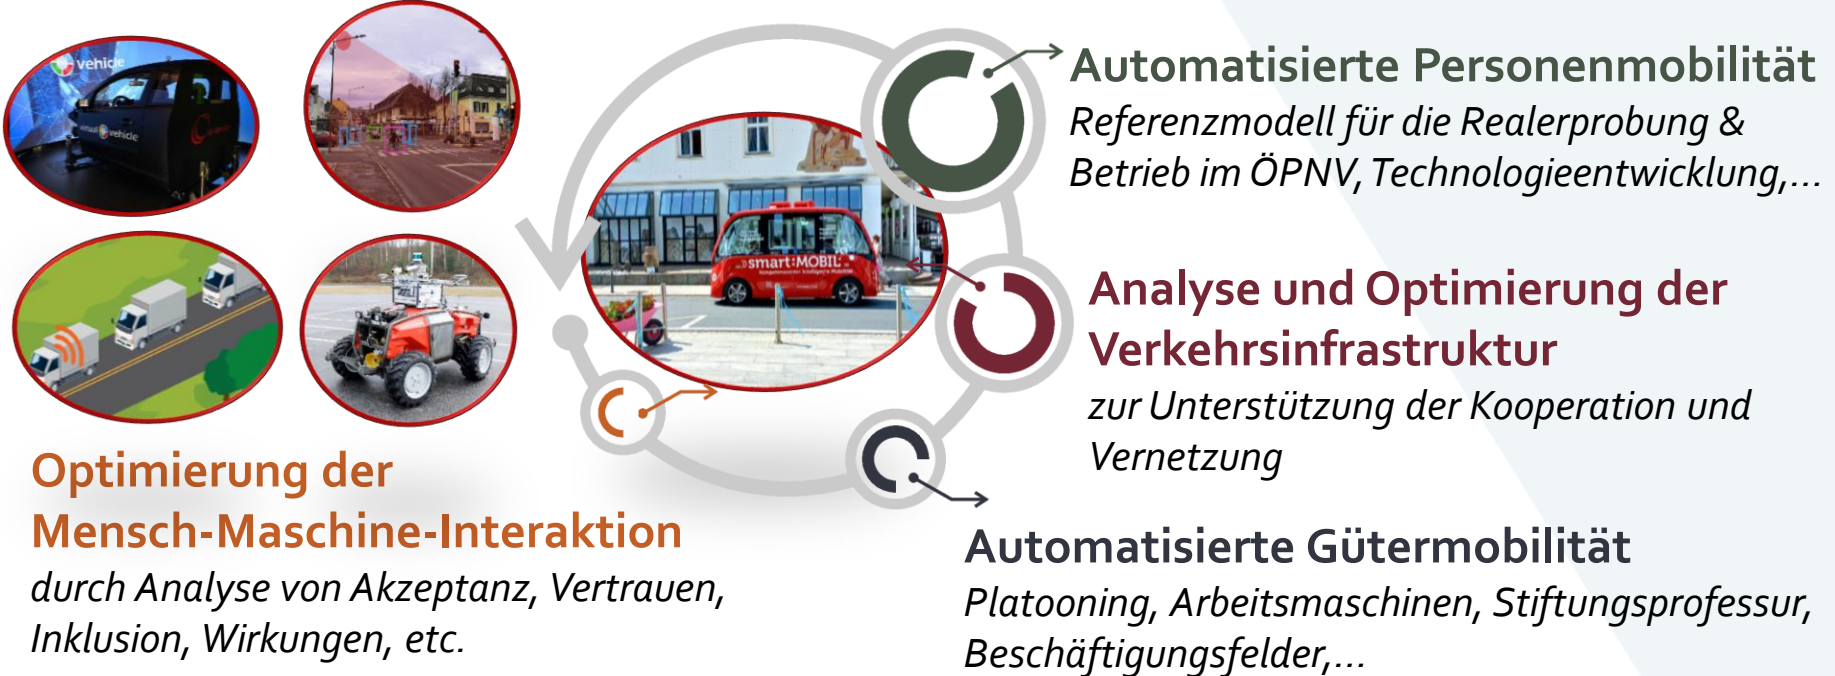 vehicle
virtual vehicle
smart:MOBIL
Automatisierte Personenmobilität
Referenzmodell für die Realerprobung &
Betrieb im ÖPNV, Technologieentwicklung,...
Analyse und Optimierung der
Verkehrsinfrastruktur
zur Unterstützung der Kooperation und
Vernetzung
Automatisierte Gütermobilität
Platooning, Arbeitsmaschinen, Stiftungsprofessur,
Beschäftigungsfelder,...
Optimierung der
Mensch-Maschine-Interaktion
durch Analyse von Akzeptanz, Vertrauen,
Inklusion, Wirkungen, etc.